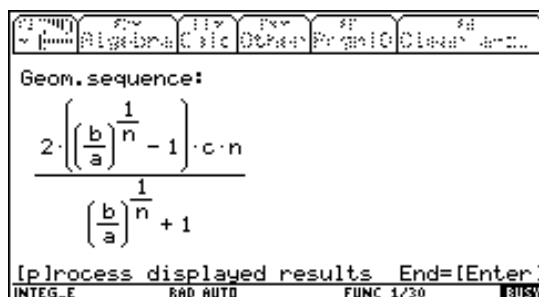 Algebra Calc Other PrgmIO Clean
Geom.sequence:
2·((b/a)^(1/n) - 1)·c·n
(b/a)^(1/n) + 1
[p]rocess displayed results End=[Enter]
INTEG_E RAD AUTO FUNC 1/30 BUSY